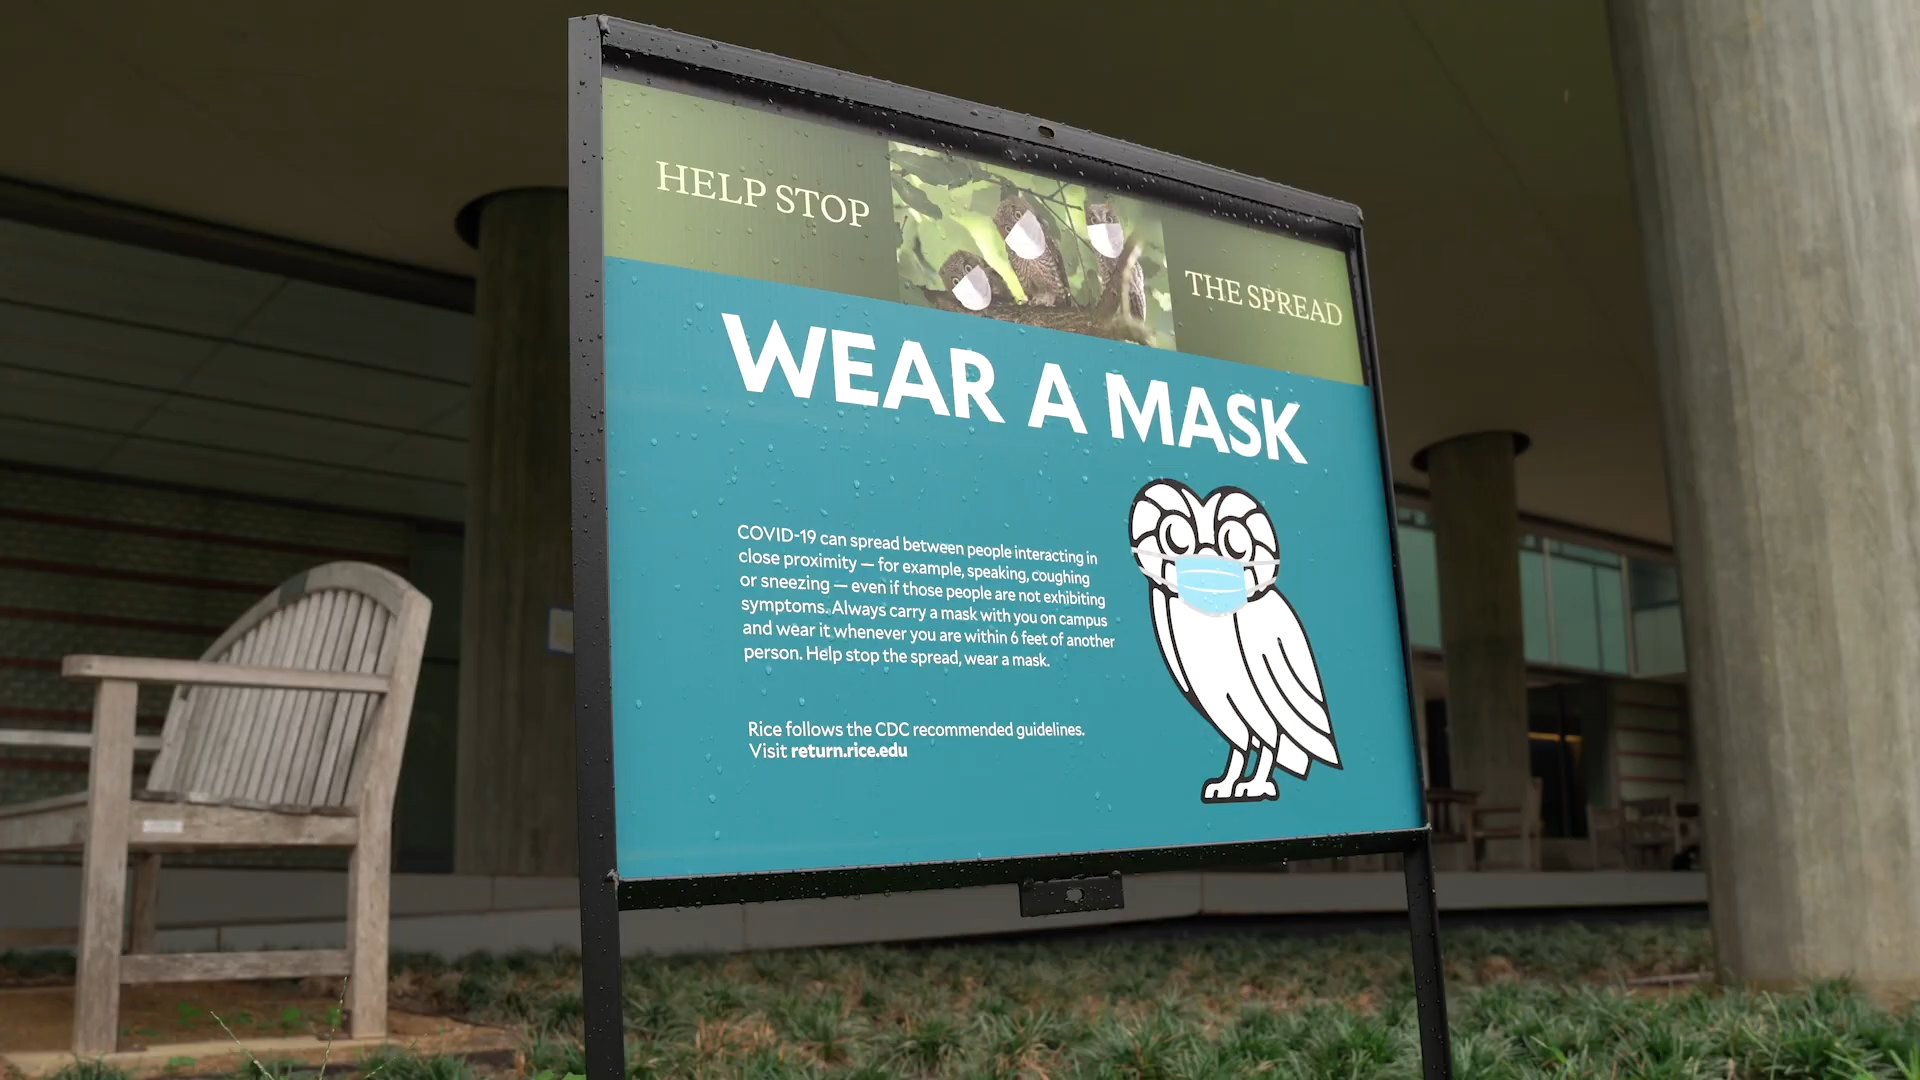 HELP STOP
THE SPREAD
WEAR A MASK
COVID-19 can spread between people interacting in
close proximity — for example, speaking, coughing
or sneezing — even if those people are not exhibiting
symptoms. Always carry a mask with you on campus
and wear it whenever you are within 6 feet of another
person. Help stop the spread, wear a mask.
Rice follows the CDC recommended guidelines.
Visit return.rice.edu